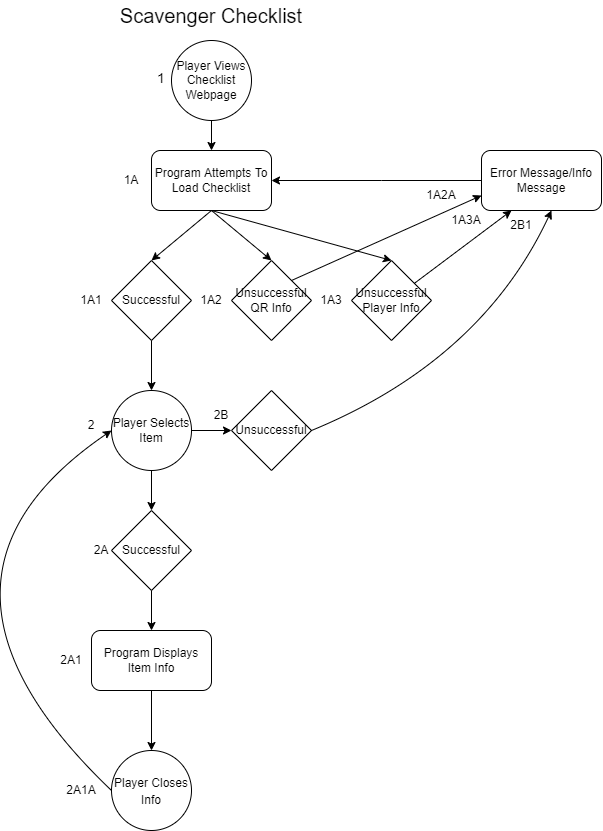 Scavenger Checklist
1
Player Views
Checklist
Webpage
1A
Program Attempts To
Load Checklist
Error Message/Info
Message
1A2A
1A3A
2B1
1A1
Successful
1A2
Unsuccessful
QR Info
1A3
Unsuccessful
Player Info
2
Player Selects
Item
2B
Unsuccessful
2A
Successful
2A1
Program Displays
Item Info
2A1A
Player Closes
Info